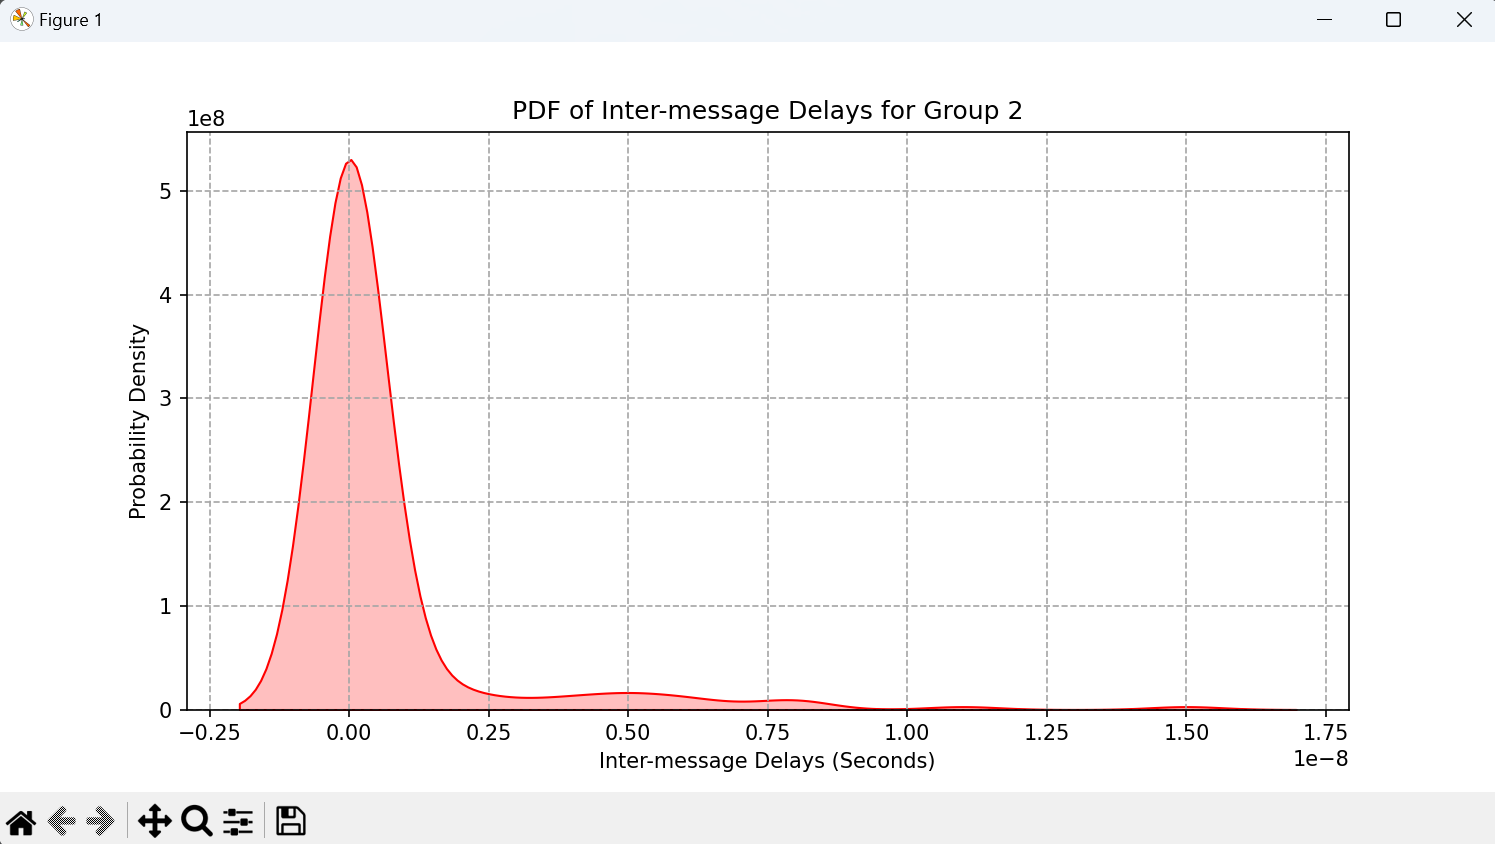 Figure 1
PDF of Inter-message Delays for Group 2
1e8
5
4
3
2
1
0
Probability Density
−0.25 0.00 0.25 0.50 0.75 1.00 1.25 1.50 1.75
1e−8
Inter-message Delays (Seconds)